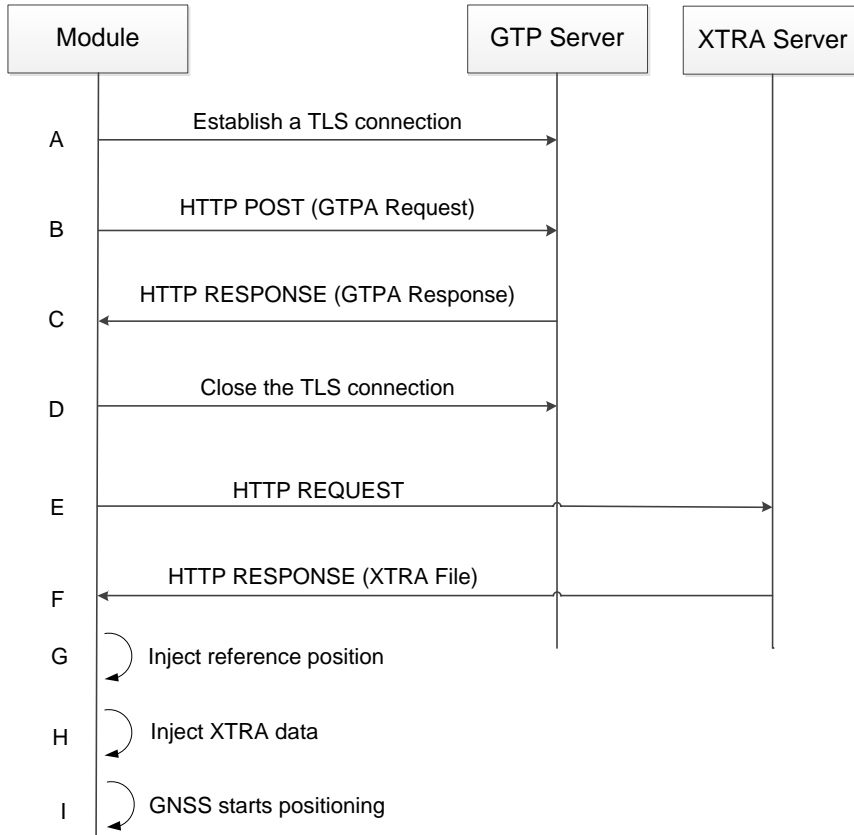 Module
GTP Server
XTRA Server
A
Establish a TLS connection
B
HTTP POST (GTPA Request)
C
HTTP RESPONSE (GTPA Response)
D
Close the TLS connection
E
HTTP REQUEST
F
HTTP RESPONSE (XTRA File)
G
Inject reference position
H
Inject XTRA data
I
GNSS starts positioning